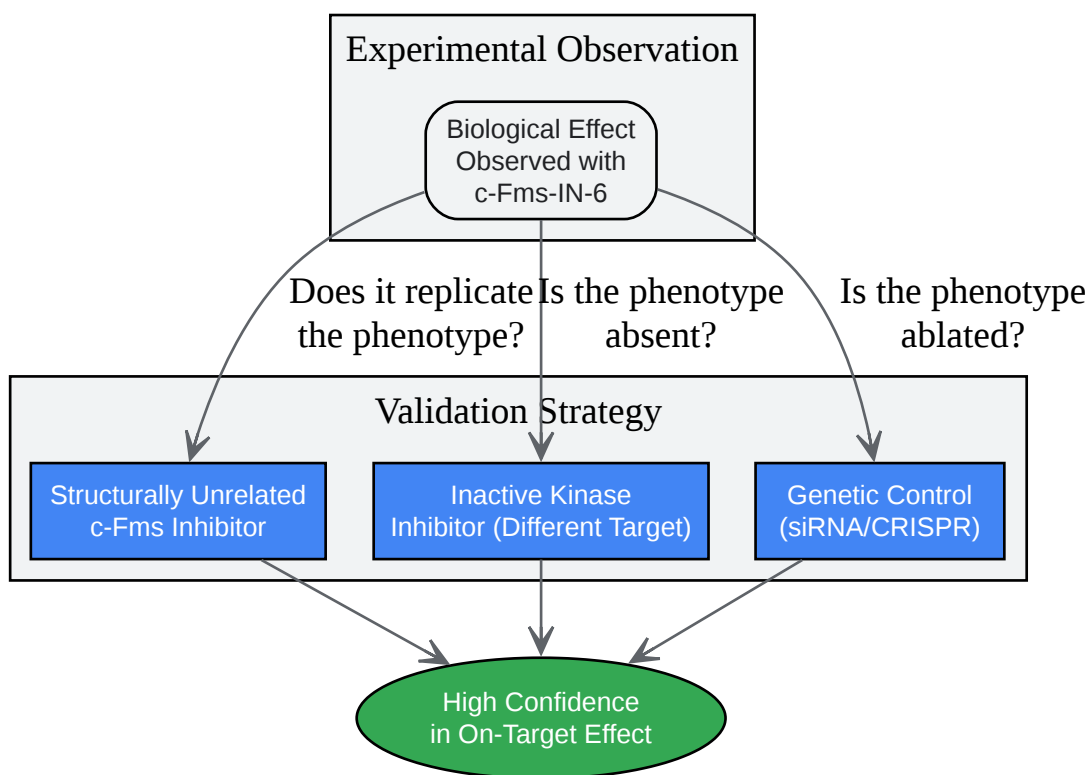 Experimental Observation
Biological Effect
Observed with
c-Fms-IN-6
Does it replicate
the phenotype?
Is the phenotype
absent?
Is the phenotype
ablated?
Validation Strategy
Structurally Unrelated
c-Fms Inhibitor
Inactive Kinase
Inhibitor (Different Target)
Genetic Control
(siRNA/CRISPR)
High Confidence
in On-Target Effect